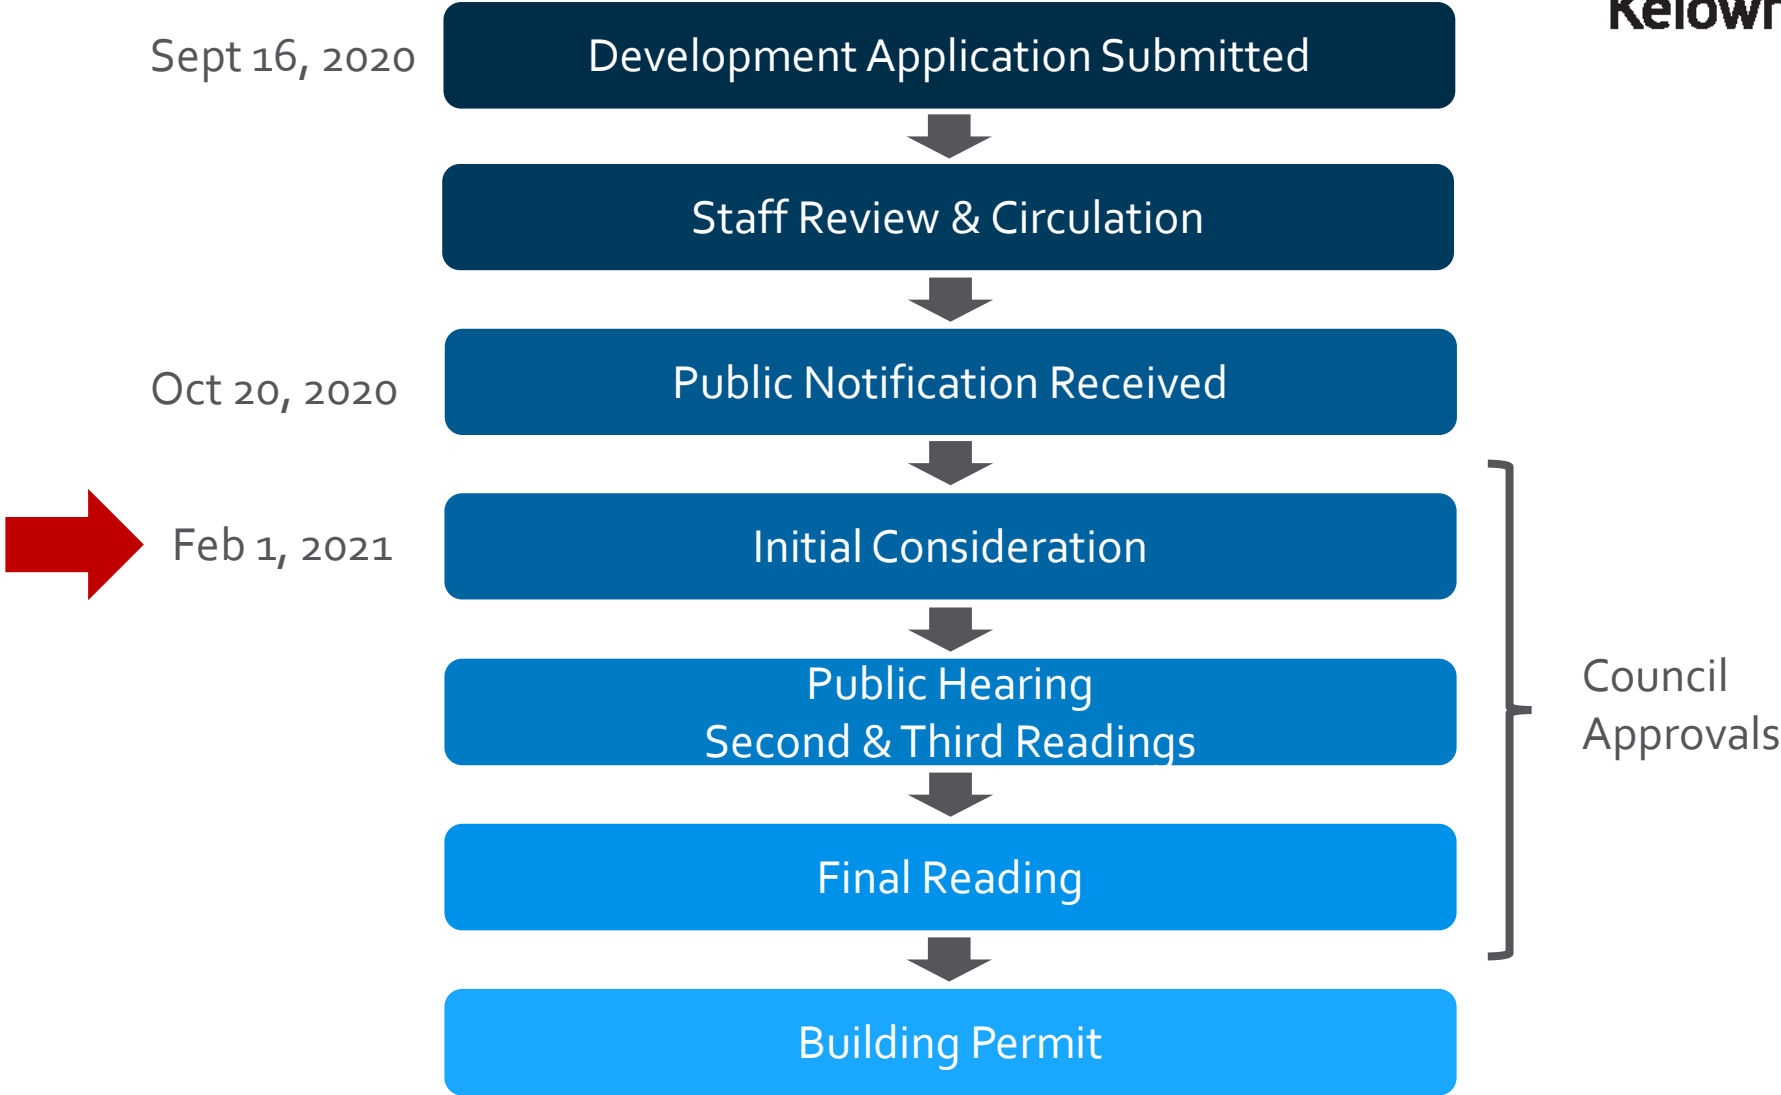 Sept 16, 2020
Development Application Submitted
Staff Review & Circulation
Oct 20, 2020
Public Notification Received
Feb 1, 2021
Initial Consideration
Public Hearing
Second & Third Readings
Council
Approvals
Final Reading
Building Permit